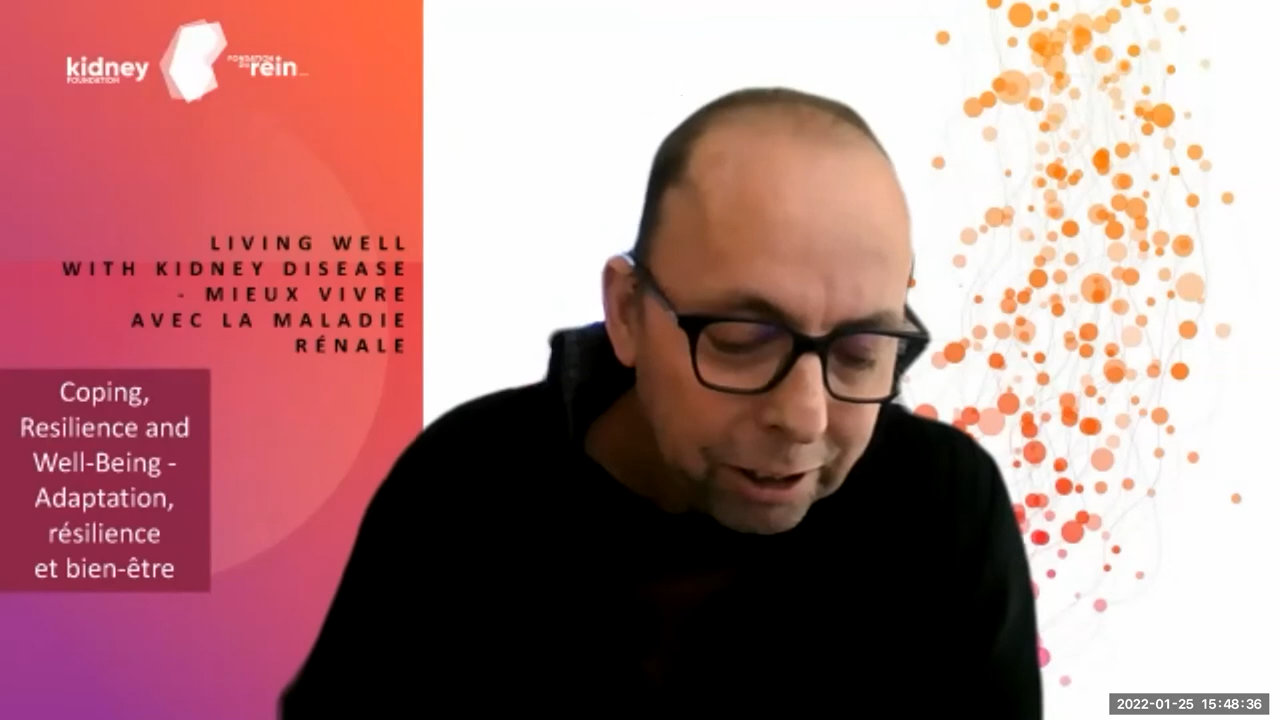 kidney
FOUNDATION
FONDATION
DU
rein
LIVING WELL
WITH KIDNEY DISEASE
- MIEUX VIVRE
AVEC LA MALADIE
RÉNALE
Coping,
Resilience and
Well-Being -
Adaptation,
résilience
et bien-être
2022-01-25 15:48:36